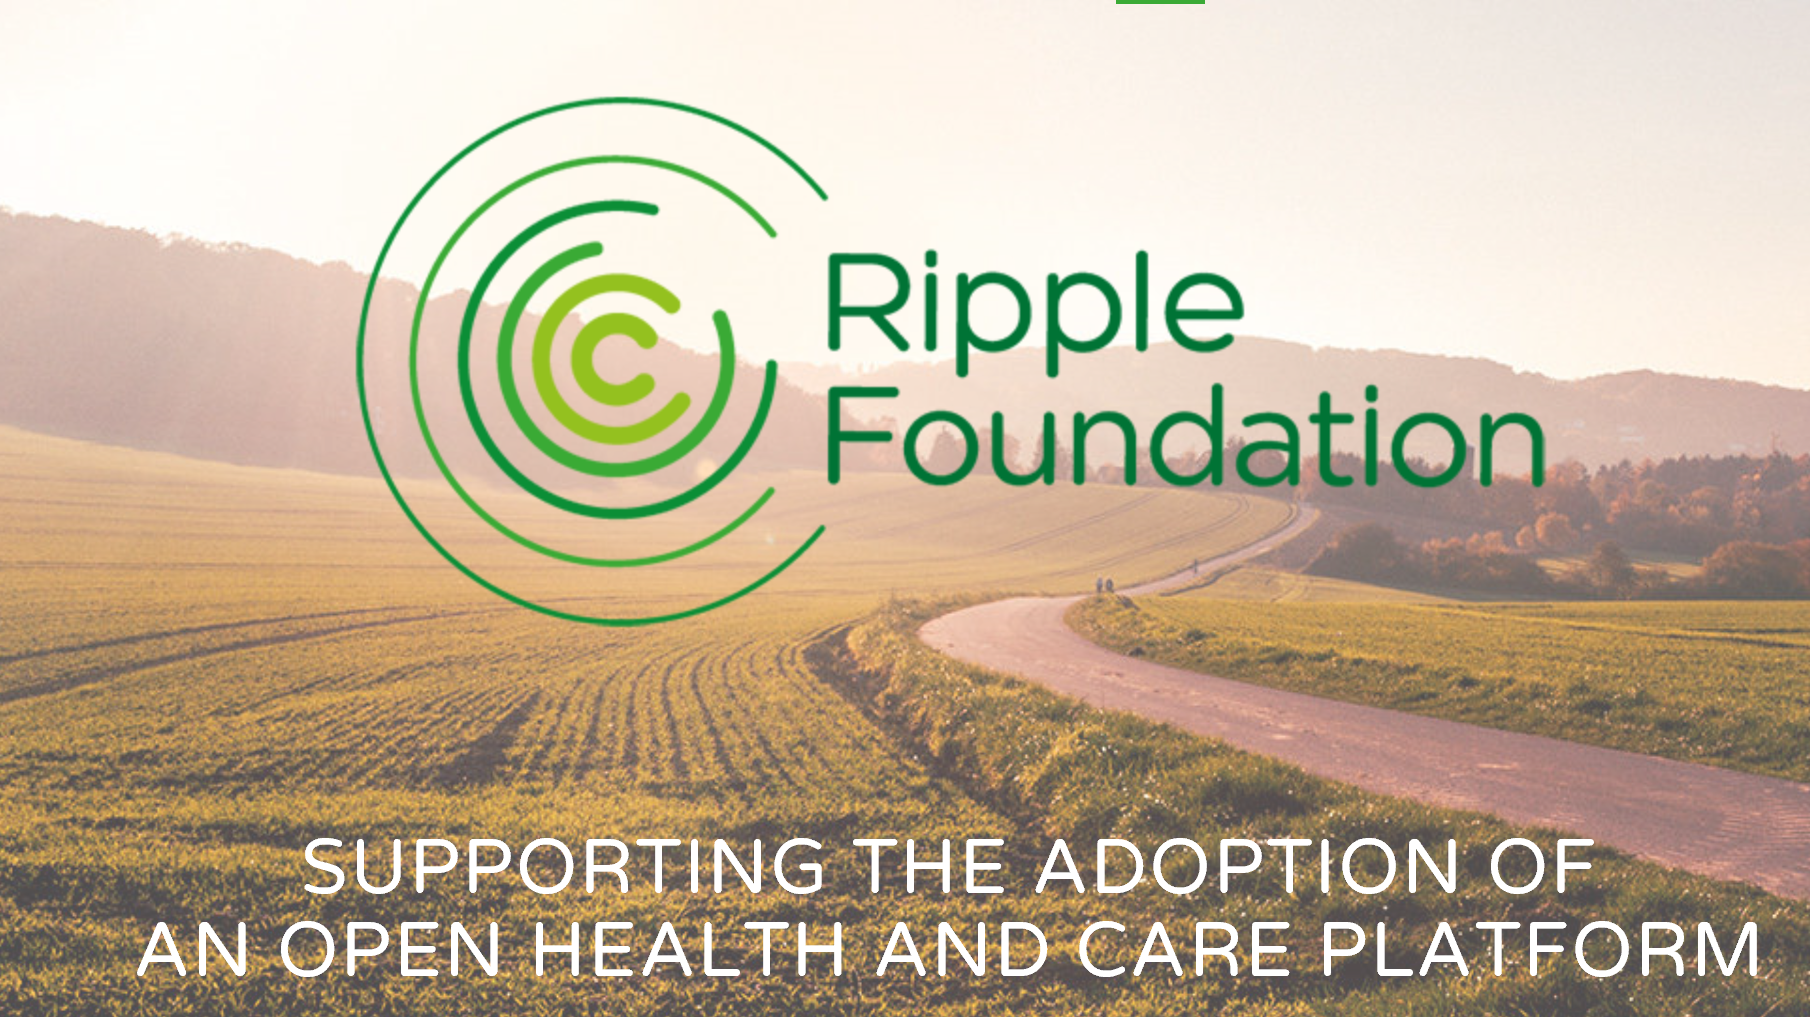 Ripple
Foundation
SUPPORTING THE ADOPTION OF
AN OPEN HEALTH AND CARE PLATFORM